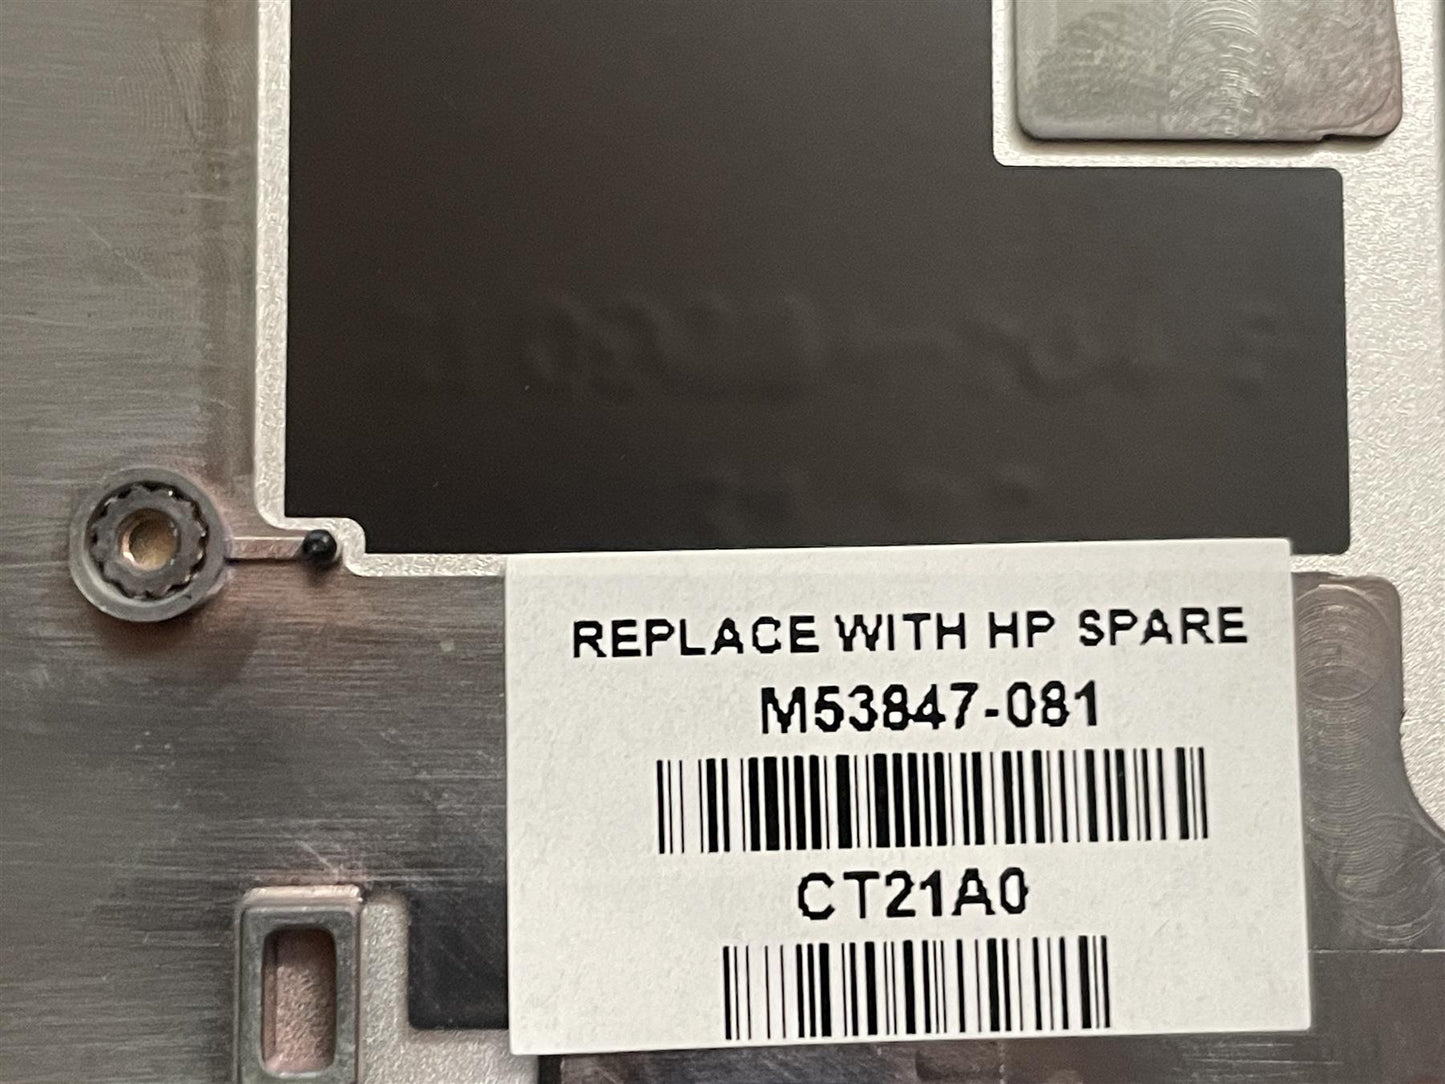 REPLACE WITH HP SPARE
M53847-081
CT21A0